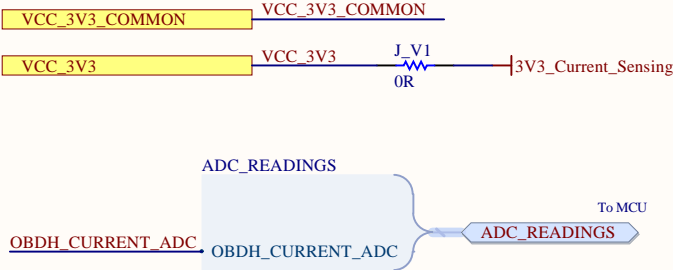 VCC_3V3_COMMON VCC_3V3_COMMON
VCC_3V3 VCC_3V3 J_V1 3V3_Current_Sensing
0R
ADC_READINGS
To MCU
ADC_READINGS
OBDH_CURRENT_ADC OBDH_CURRENT_ADC